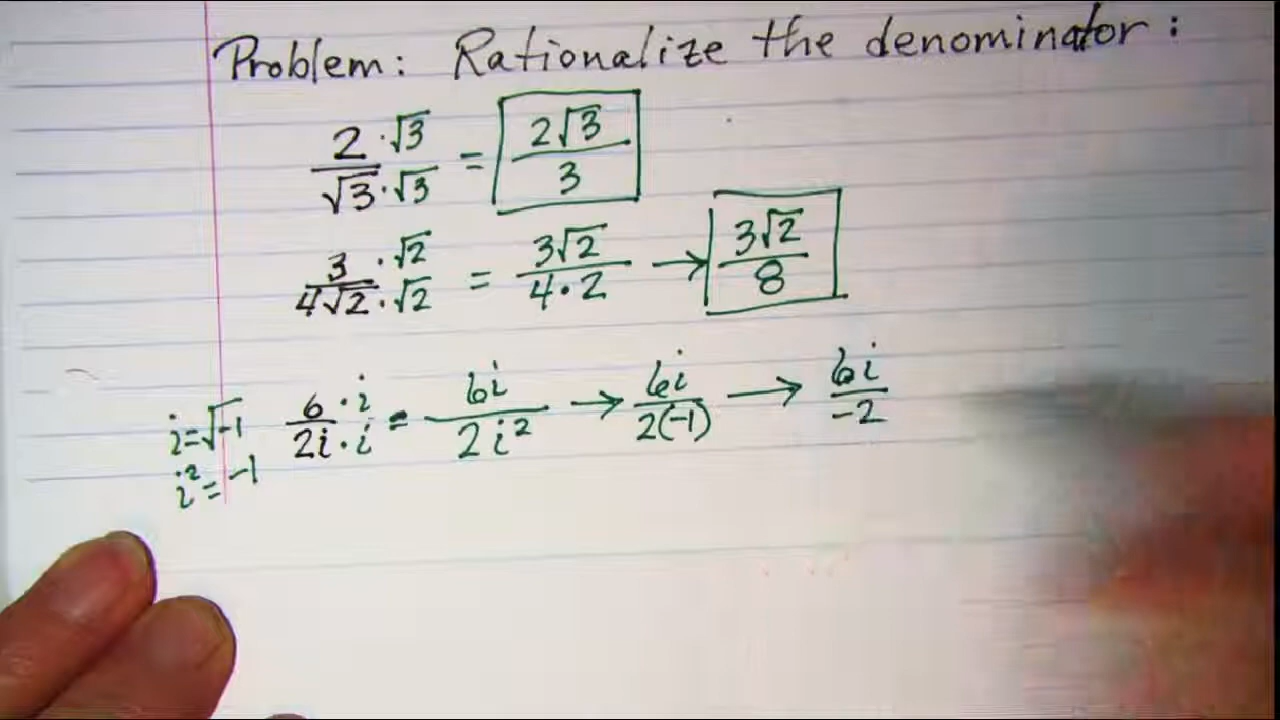 Problem: Rationalize the denominator:
2·√3 / √3·√3 = 2√3 / 3
3·√2 / 4√2·√2 = 3√2 / 4·2 → 3√2 / 8
i=√-1 6·i / 2i·i = 6i / 2i² → 6i / 2(-1) → 6i / -2
i²=-1